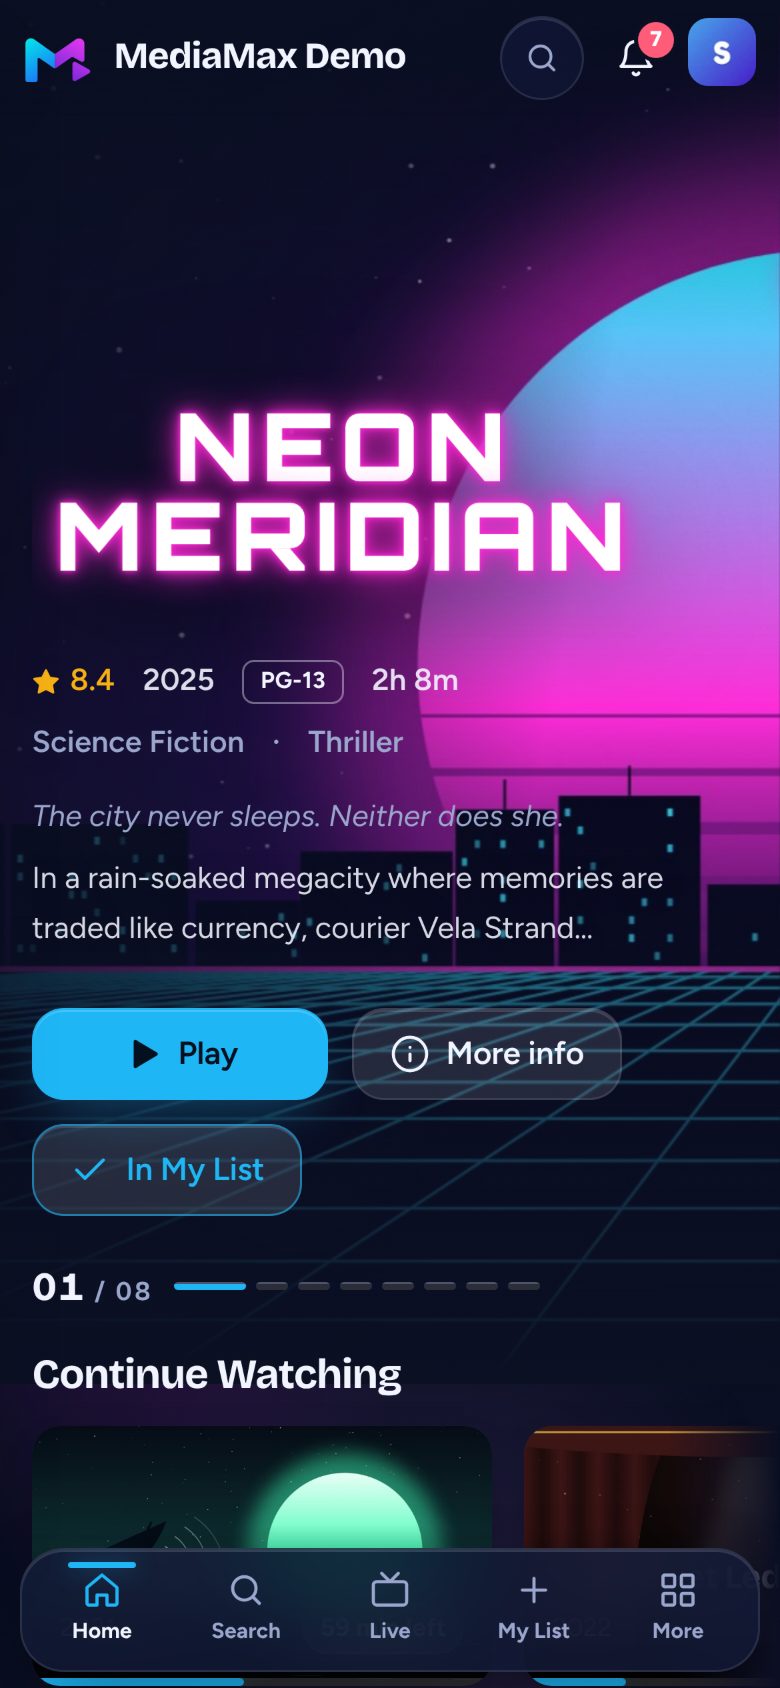 MediaMax Demo
7
S
NEON
MERIDIAN
8.4 2025 PG-13 2h 8m
Science Fiction · Thriller
The city never sleeps. Neither does she.
In a rain-soaked megacity where memories are
traded like currency, courier Vela Strand...
Play
More info
In My List
01 / 08
Continue Watching
Home
Search
Live
My List
More